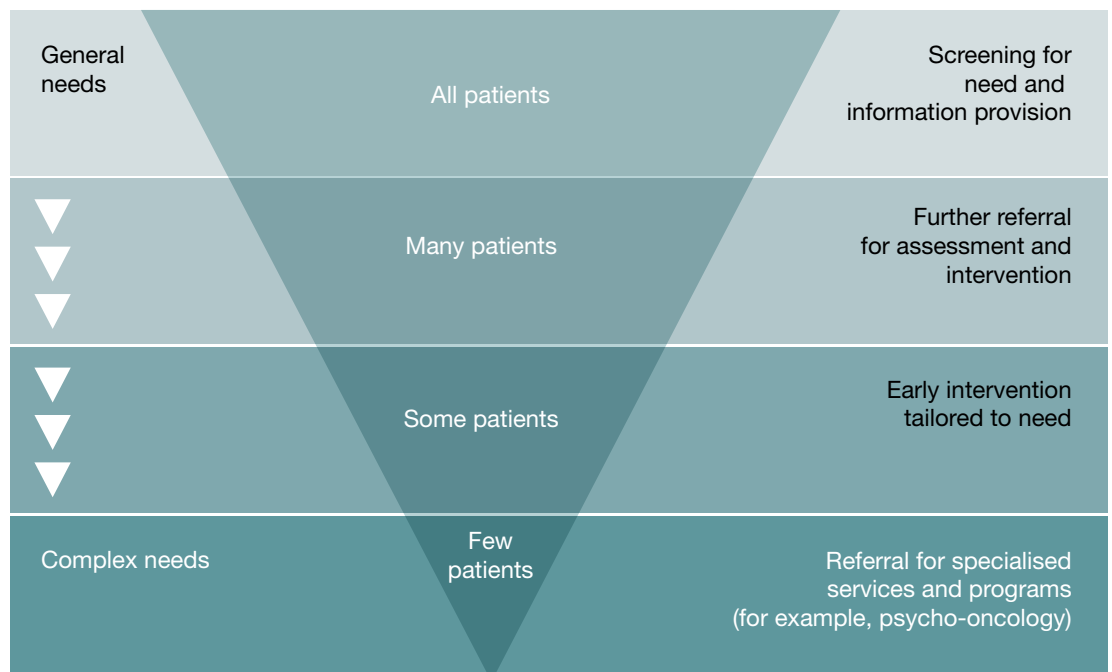 General
needs
All patients
Screening for
need and
information provision
Many patients
Further referral
for assessment and
intervention
Some patients
Early intervention
tailored to need
Complex needs
Few
patients
Referral for specialised
services and programs
(for example, psycho-oncology)